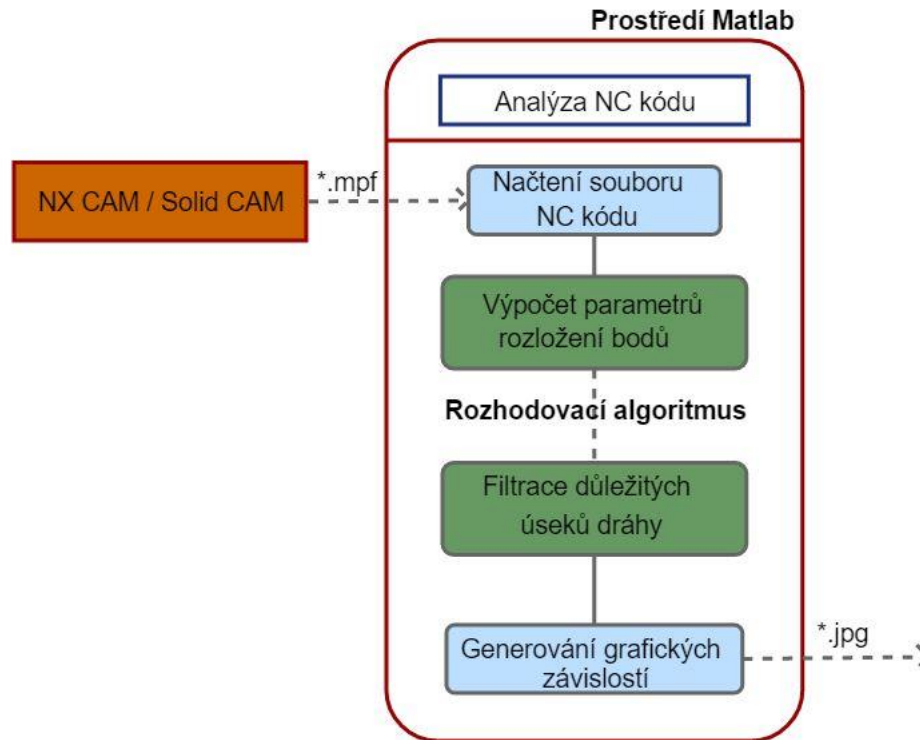 Prostředí Matlab
Analýza NC kódu
NX CAM / Solid CAM
*.mpf
Načtení souboru
NC kódu
Výpočet parametrů
rozložení bodů
Rozhodovací algoritmus
Filtrace důležitých
úseků dráhy
Generování grafických
závislostí
*.jpg